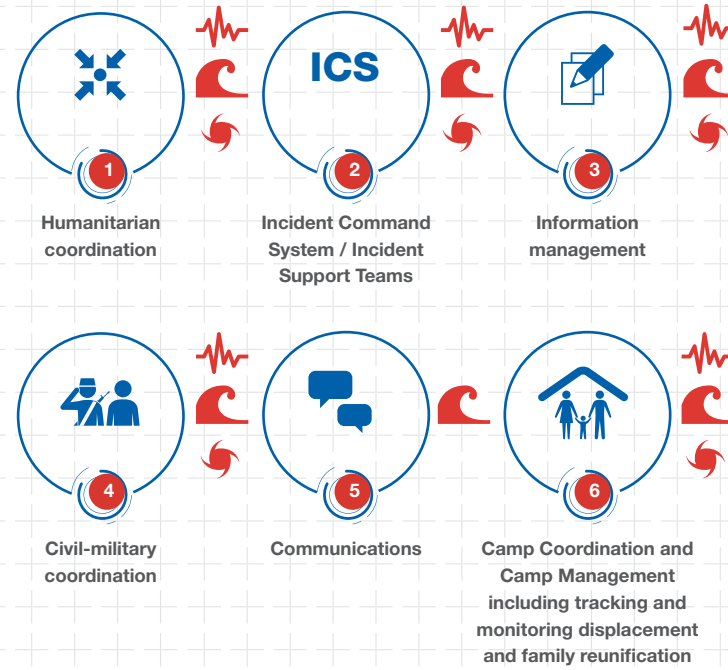 ICS
1
2
3
Humanitarian
coordination
Incident Command
System / Incident
Support Teams
Information
management
4
5
6
Civil-military
coordination
Communications
Camp Coordination and
Camp Management
including tracking and
monitoring displacement
and family reunification